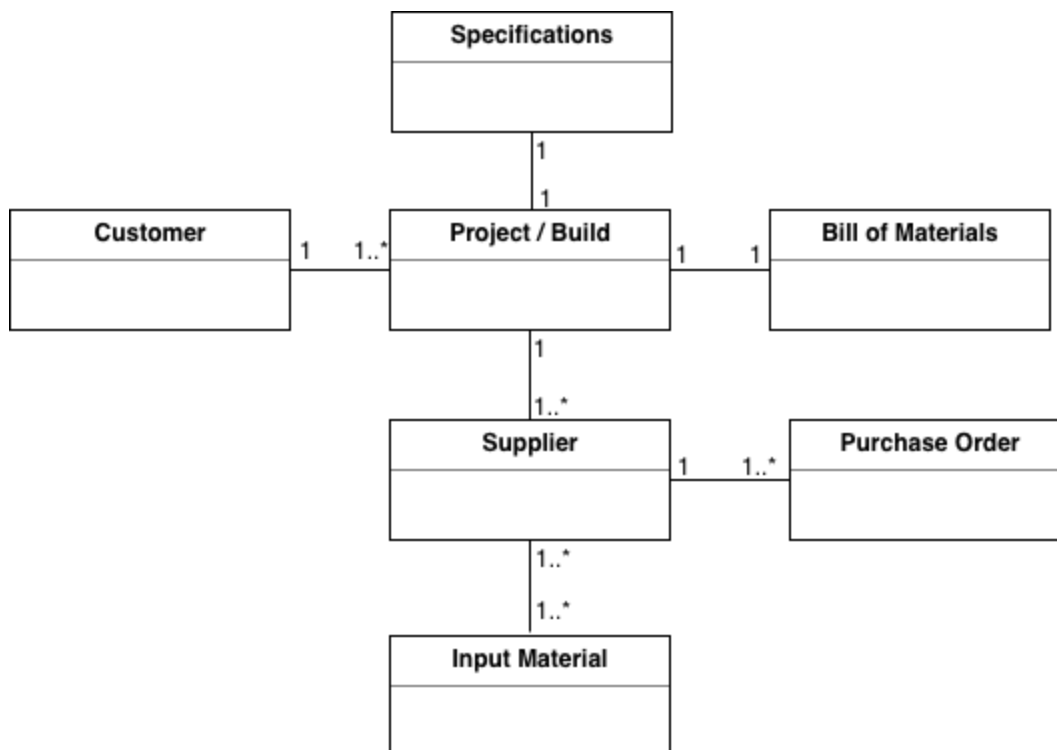 Specifications
1
1
Customer
1
1..*
Project / Build
1
1
Bill of Materials
1
1..*
Supplier
1
1..*
Purchase Order
1..*
1..*
Input Material